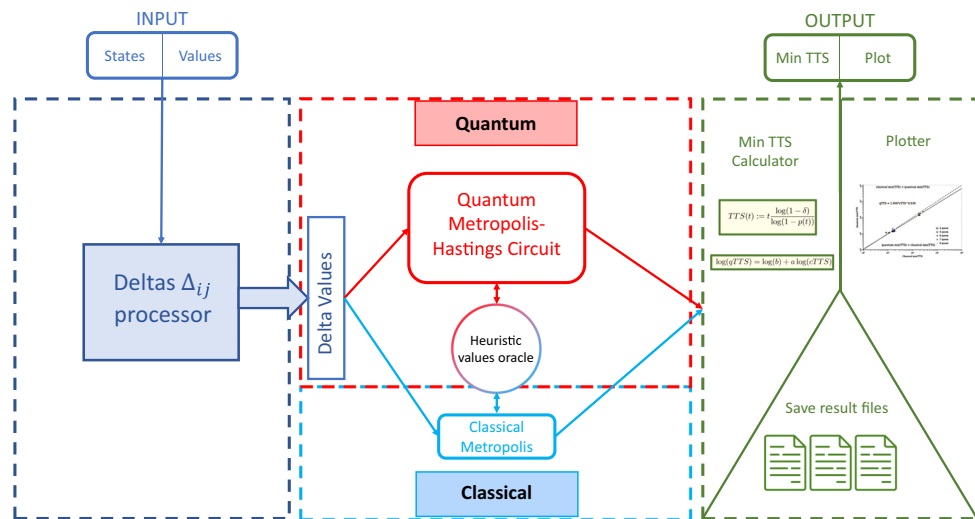 INPUT
States
Values
Deltas Δij
processor
Delta Values
Quantum
Quantum
Metropolis-
Hastings Circuit
Heuristic
values oracle
Classical
Metropolis
Classical
OUTPUT
Min TTS
Plot
Min TTS
Calculator
TTS(t) := t log(1 − δ) / log(1 − p(t))
log(qTTS) = log(b) + a log(cTTS)
Plotter
Save result files